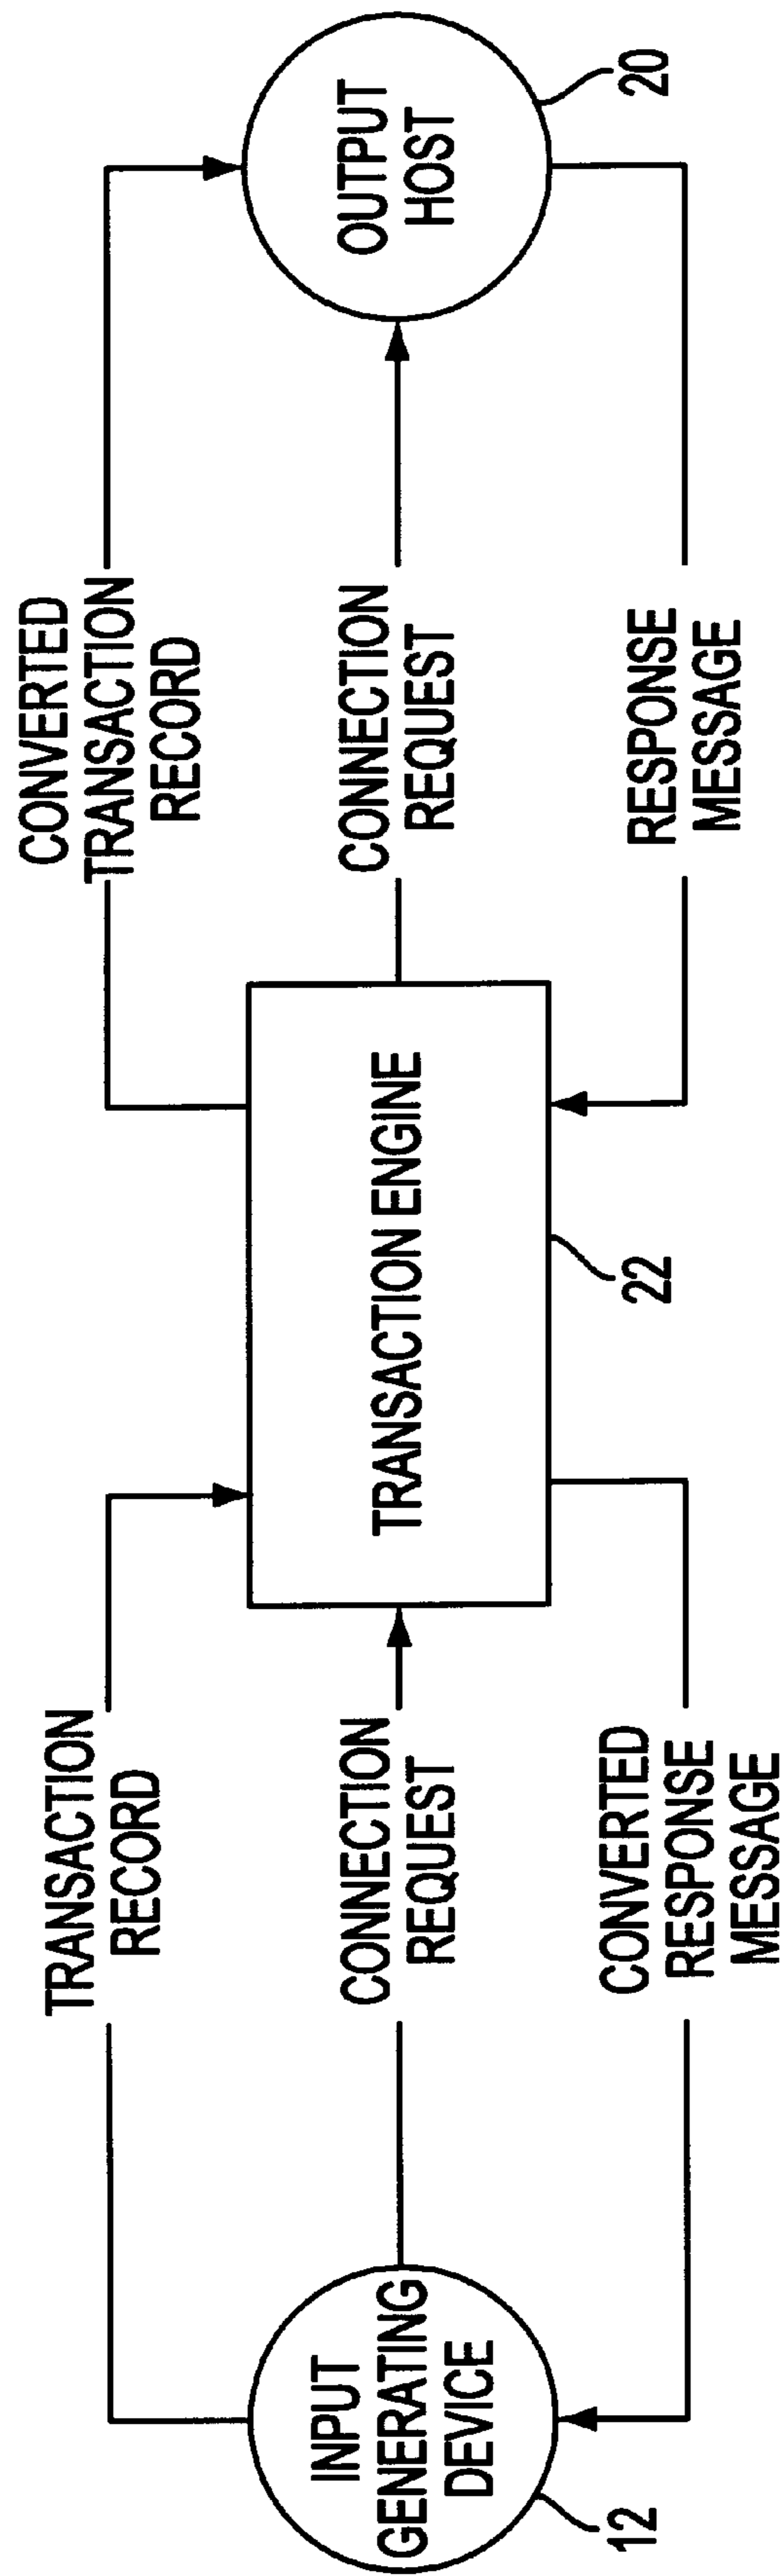 INPUT
GENERATING
DEVICE
12
TRANSACTION
RECORD
CONNECTION
REQUEST
CONVERTED
RESPONSE
MESSAGE
TRANSACTION ENGINE
22
CONVERTED
TRANSACTION
RECORD
CONNECTION
REQUEST
RESPONSE
MESSAGE
OUTPUT
HOST
20